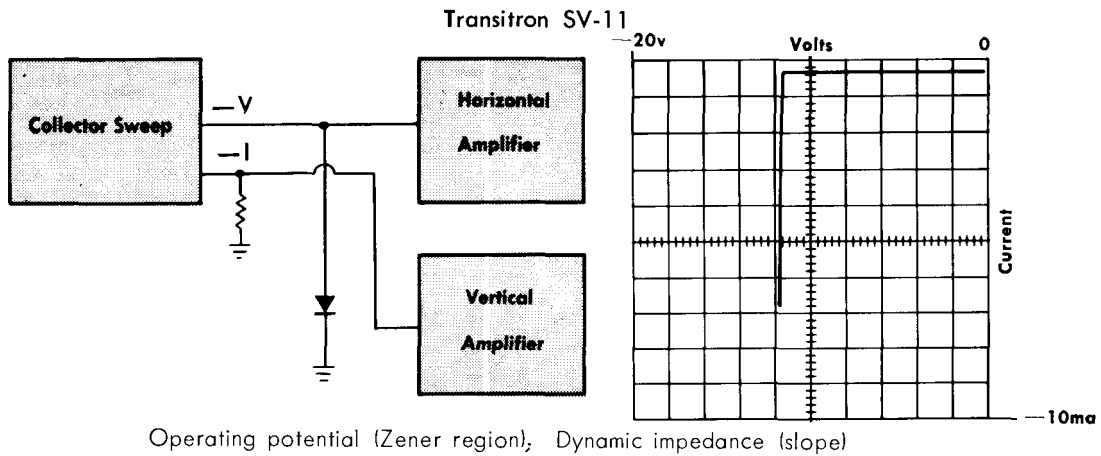 Transitron SV-11
—20v Volts 0
Collector Sweep
—V
—I
Horizontal
Amplifier
Vertical
Amplifier
Current
—10ma
Operating potential (Zener region); Dynamic impedance (slope)